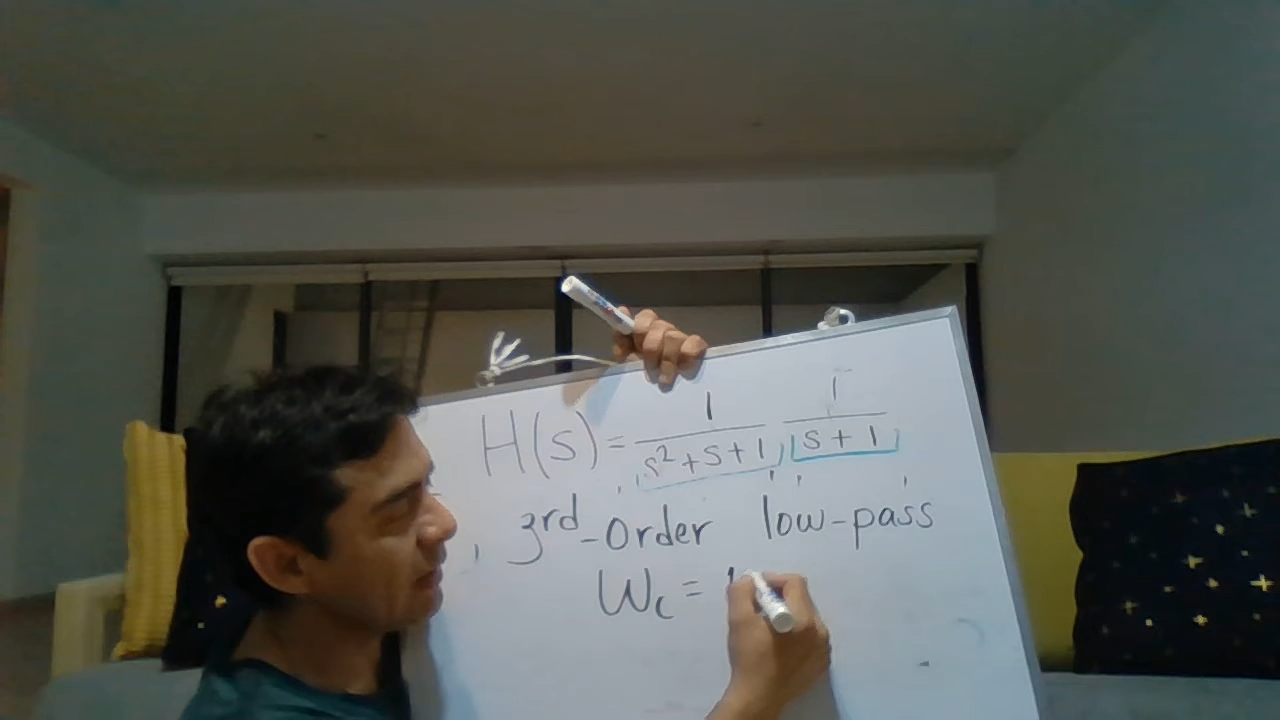 H(s) = 1/(s²+s+1) 1/(s+1)
3rd-order low-pass
Wc =